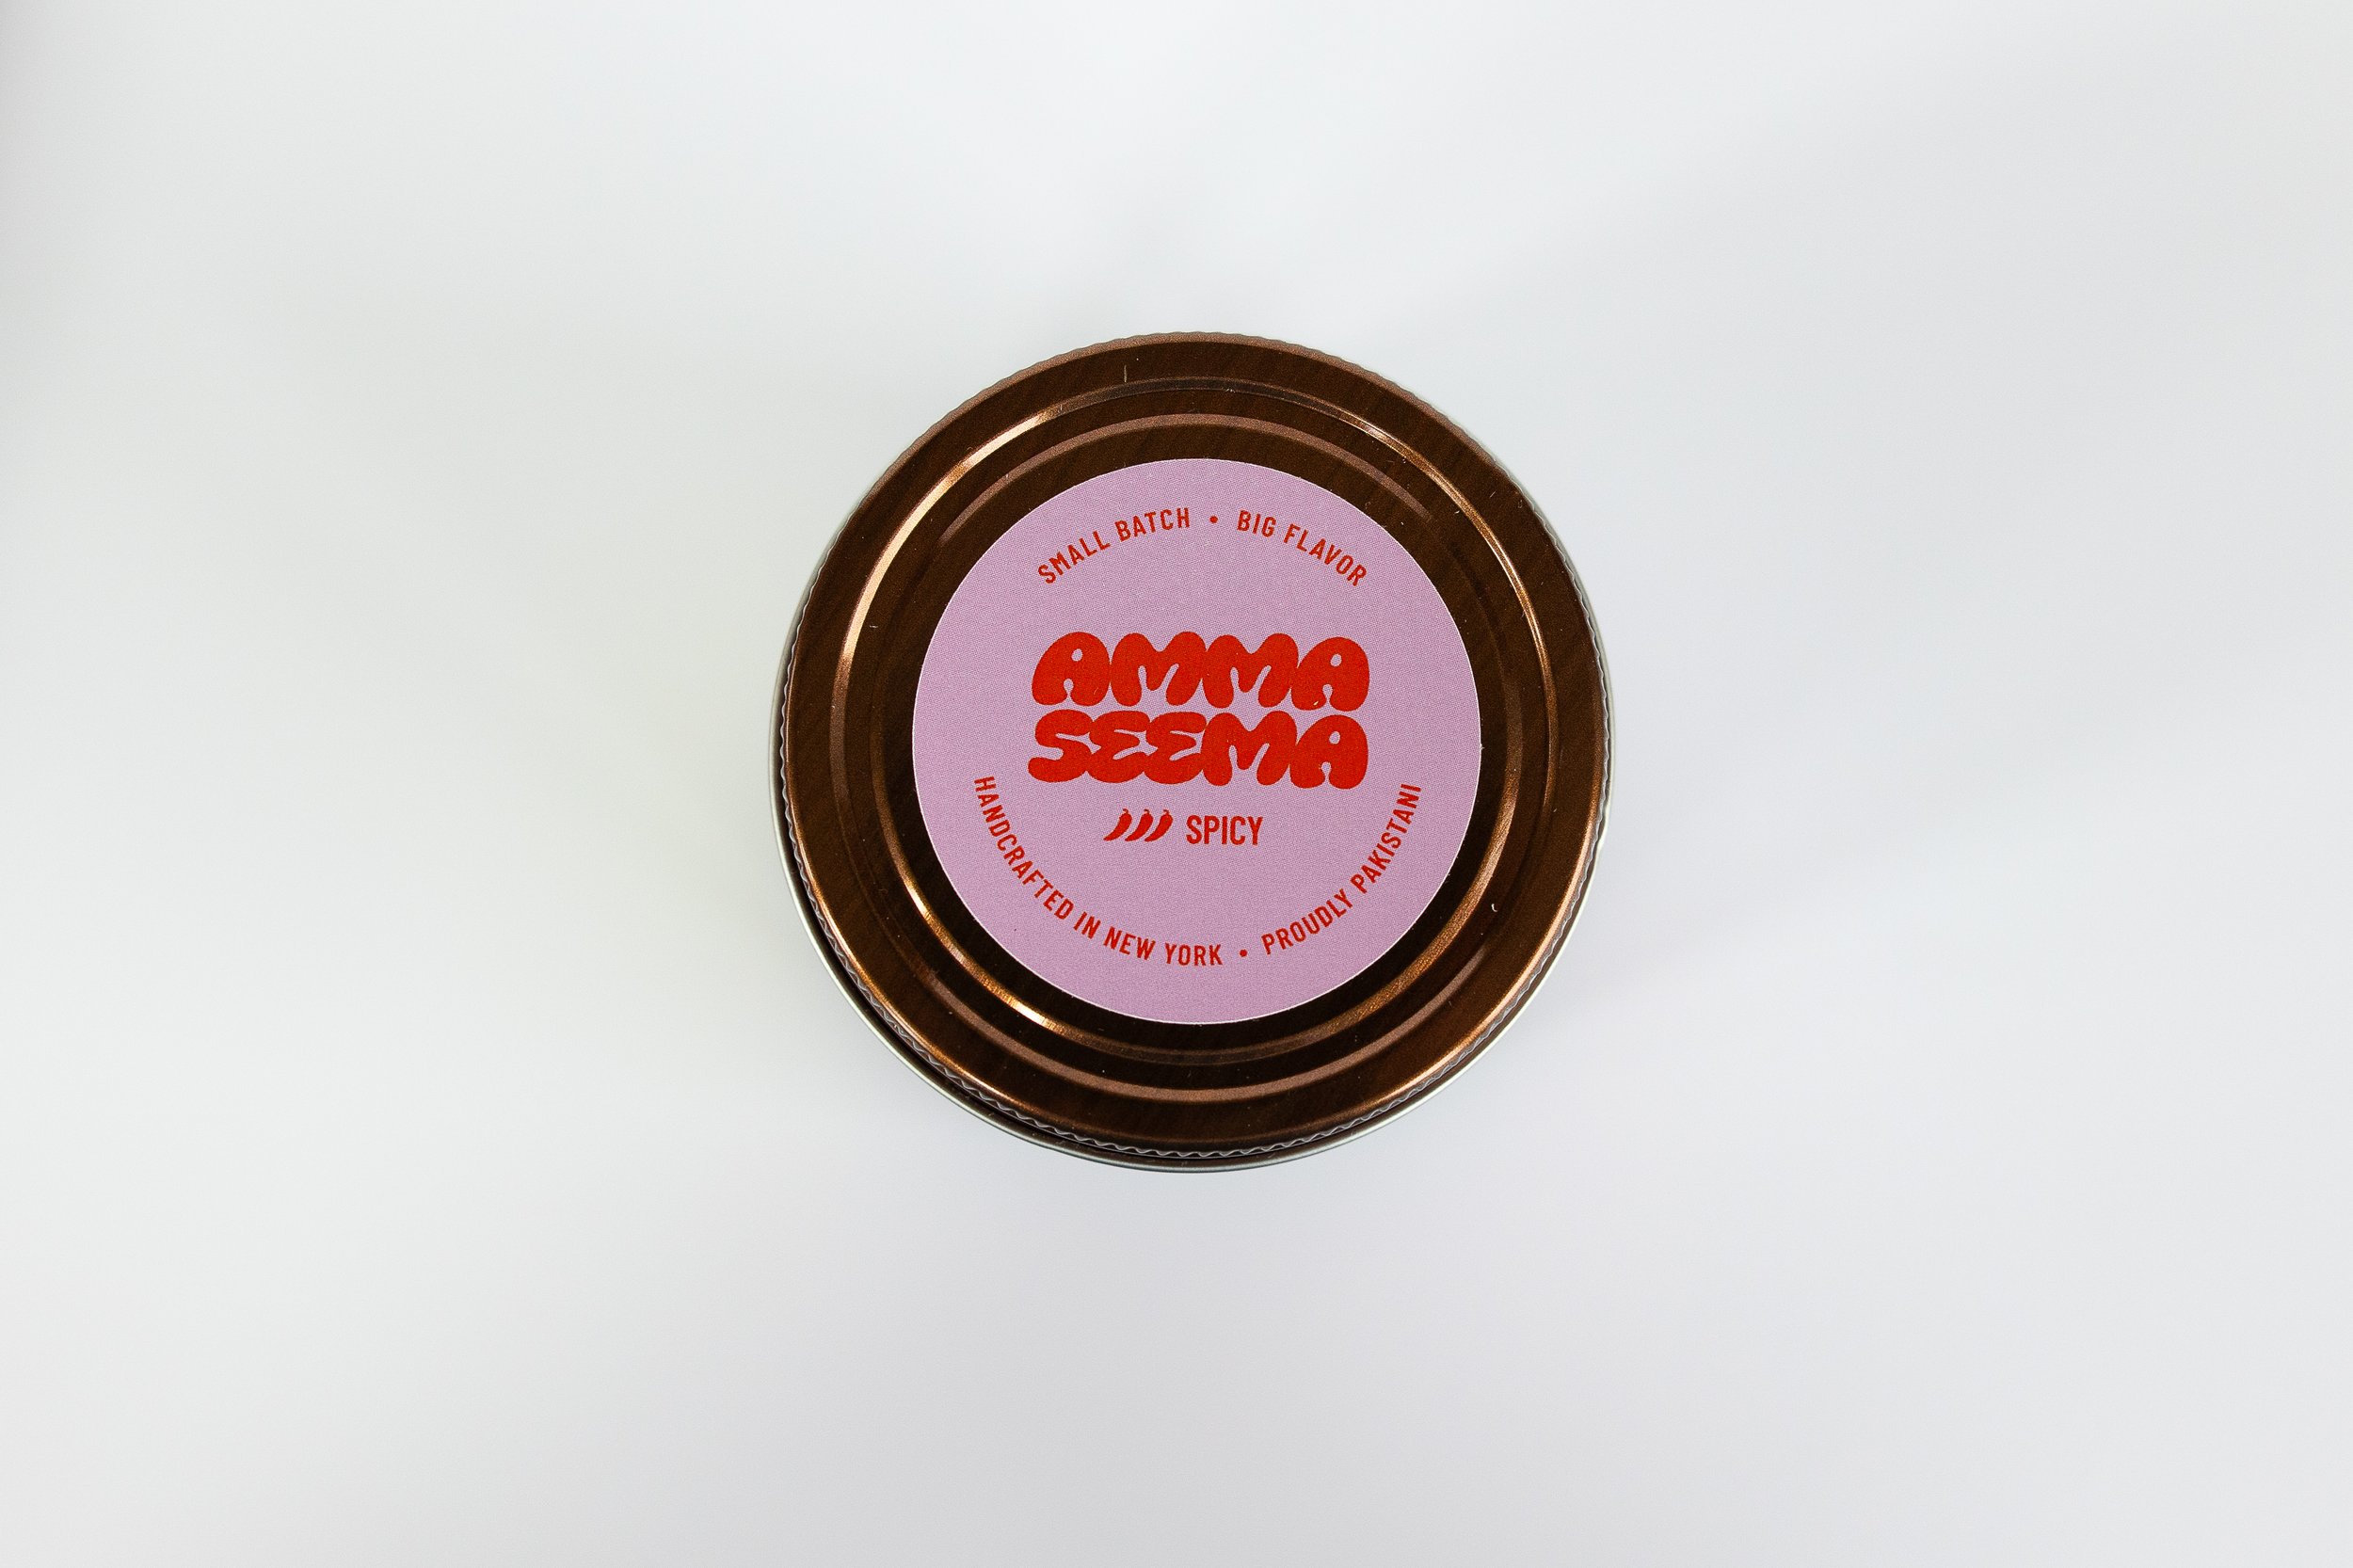 SMALL BATCH • BIG FLAVOR
AMMA
SEEMA
SPICY
HANDCRAFTED IN NEW YORK • PROUDLY PAKISTANI